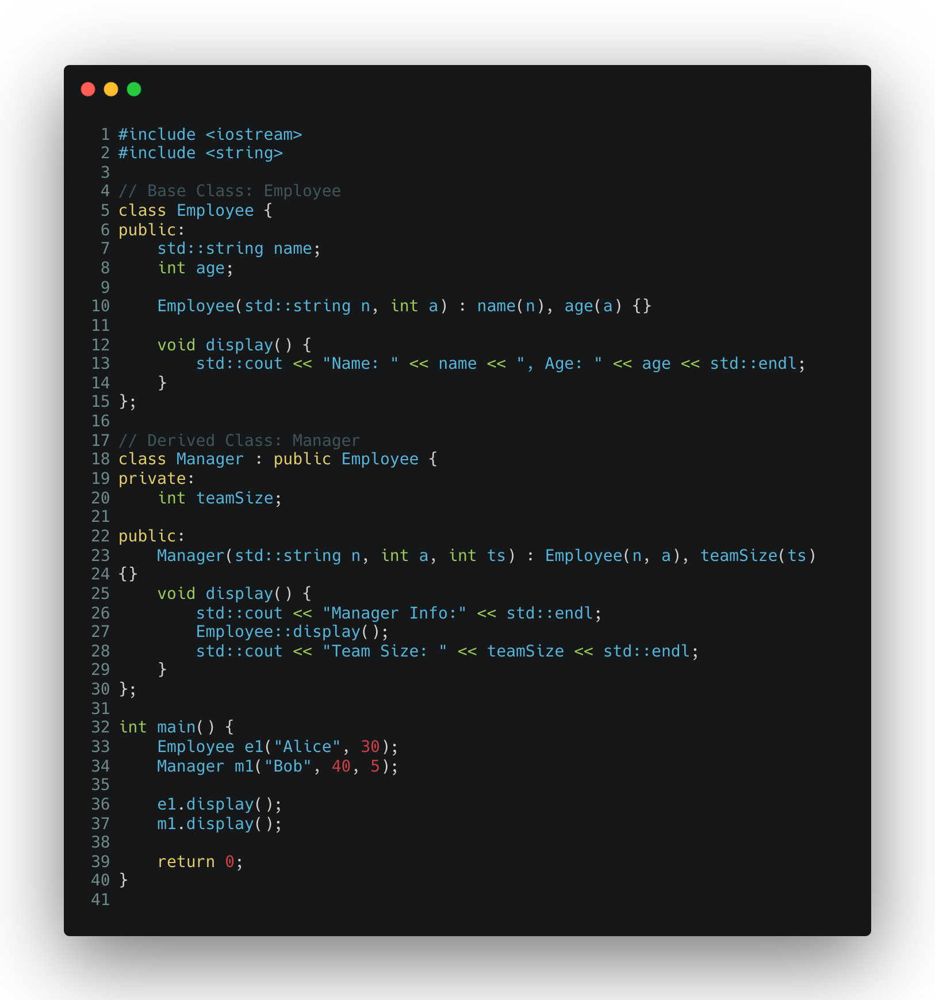 1 #include <iostream>
2 #include <string>
3
4 // Base Class: Employee
5 class Employee {
6 public:
7     std::string name;
8     int age;
9
10     Employee(std::string n, int a) : name(n), age(a) {}
11
12     void display() {
13         std::cout << "Name: " << name << ", Age: " << age << std::endl;
14     }
15 };
16
17 // Derived Class: Manager
18 class Manager : public Employee {
19 private:
20     int teamSize;
21
22 public:
23     Manager(std::string n, int a, int ts) : Employee(n, a), teamSize(ts)
24 {}
25     void display() {
26         std::cout << "Manager Info:" << std::endl;
27         Employee::display();
28         std::cout << "Team Size: " << teamSize << std::endl;
29     }
30 };
31
32 int main() {
33     Employee e1("Alice", 30);
34     Manager m1("Bob", 40, 5);
35
36     e1.display();
37     m1.display();
38
39     return 0;
40 }
41